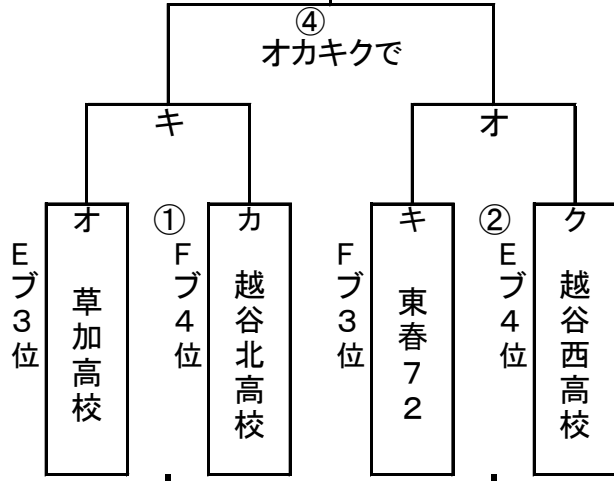 ④
オカキクで
キ
オ
オ
①
カ
キ
②
ク
Eブ3位
草加高校
Fブ4位
越谷北高校
Fブ3位
東春72
Eブ4位
越谷西高校